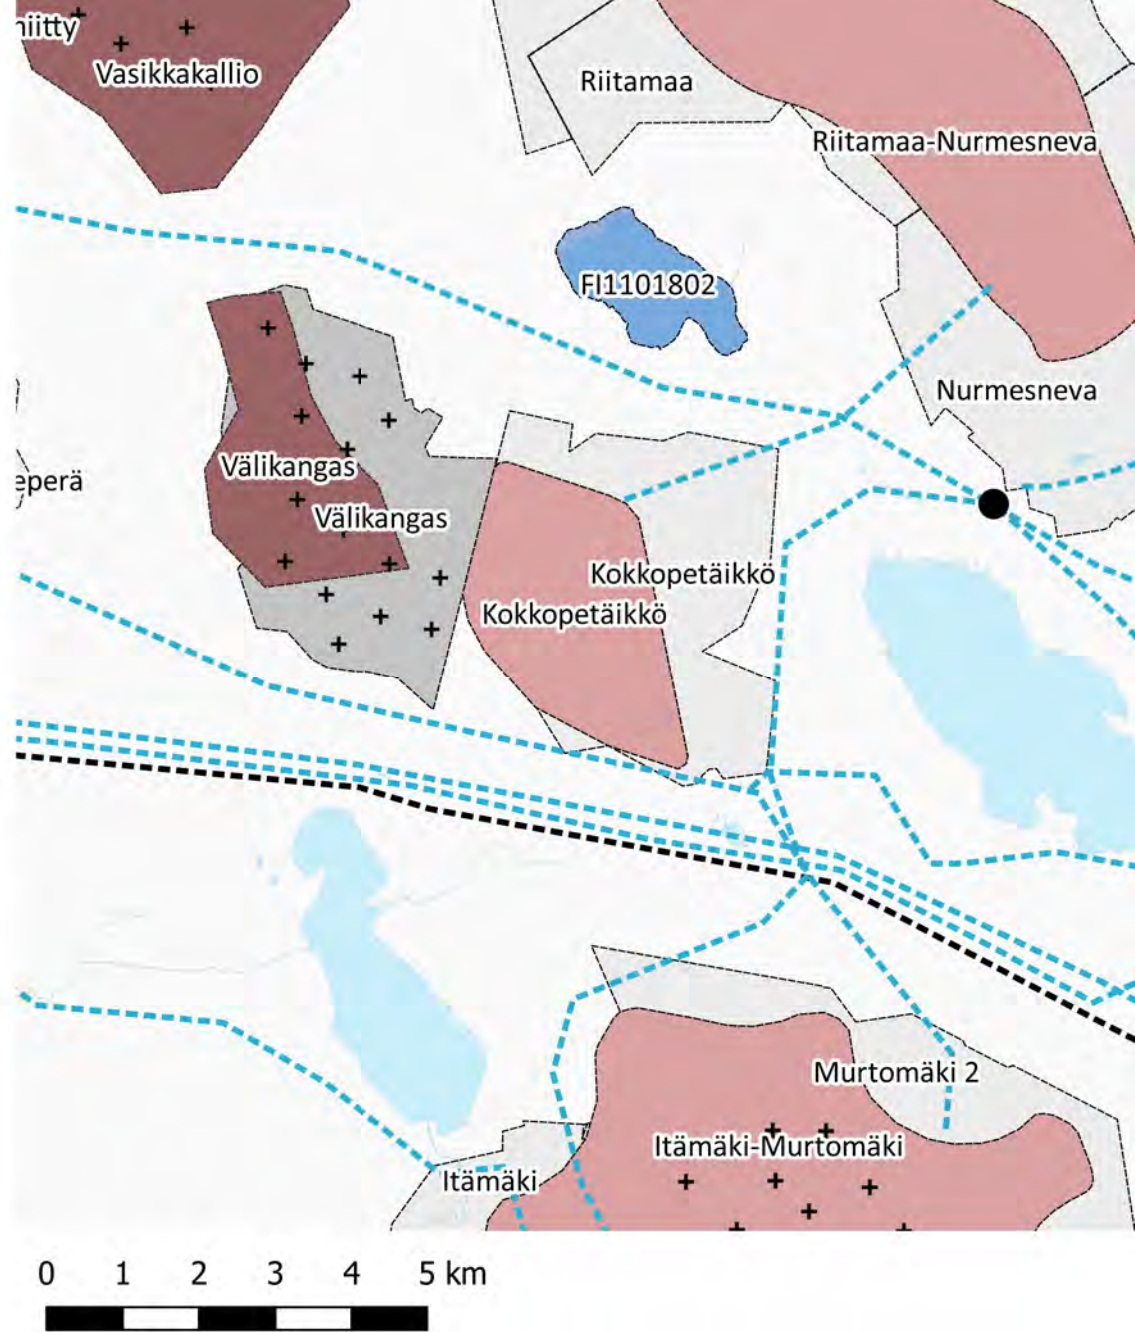 niitty
Vasikkakallio
Riitamaa
Riitamaa-Nurmesneva
FI1101802
Nurmesneva
Välikangas
eperä
Välikangas
Kokkopetäikkö
Kokkopetäikkö
Murtomäki 2
Itämäki-Murtomäki
Itämäki
0 1 2 3 4 5 km